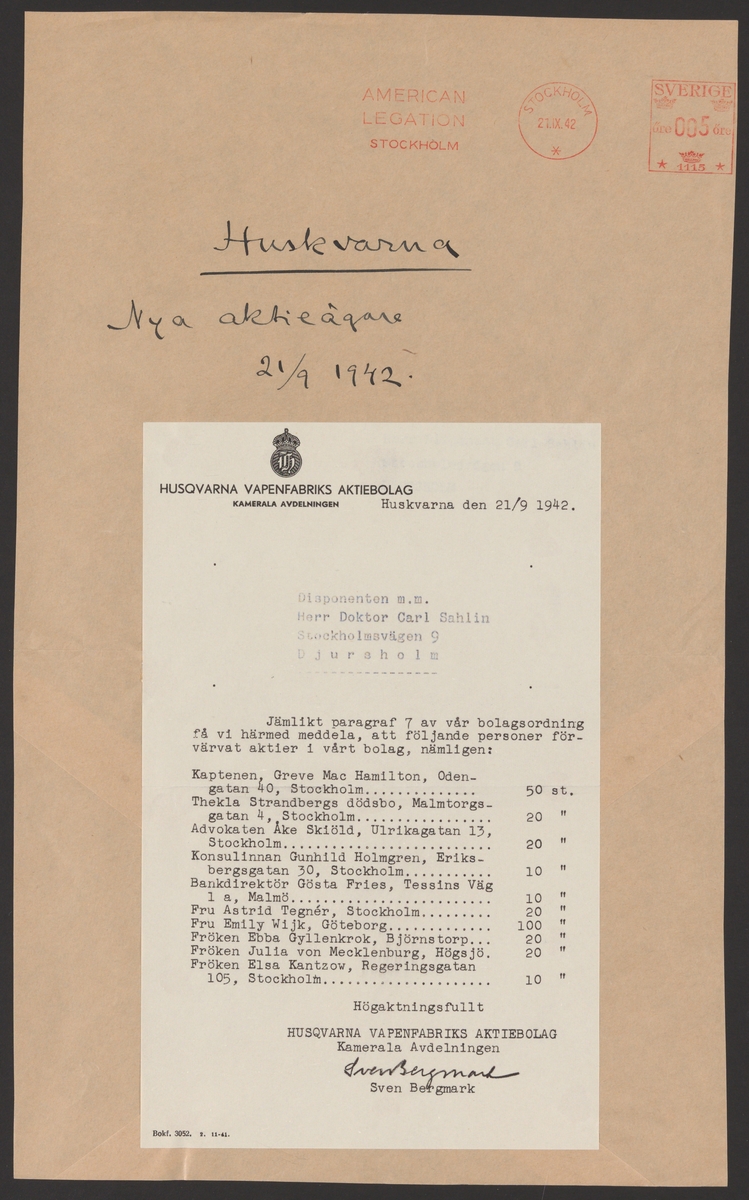 AMERICAN
LEGATION
STOCKHOLM
STOCKHOLM
21.IX.42
SVERIGE
öre 005 öre
1115
Huskvarna
Nya aktieägare
21/9 1942.
HUSQVARNA VAPENFABRIKS AKTIEBOLAG
KAMERALA AVDELNINGEN
Huskvarna den 21/9 1942.
Disponenten m.m.
Herr Doktor Carl Sahlin
Stockholmsvägen 9
D j u r s h o l m
-----------------
Jämlikt paragraf 7 av vår bolagsordning
få vi härmed meddela, att följande personer för-
värvat aktier i vårt bolag, nämligen:
Kaptenen, Greve Mac Hamilton, Oden-
gatan 40, Stockholm.............. 50 st.
Thekla Strandbergs dödsbo, Malmtorgs-
gatan 4, Stockholm................. 20 "
Advokaten Åke Skiöld, Ulrikagatan 13,
Stockholm.......................... 20 "
Konsulinnan Gunhild Holmgren, Eriks-
bergsgatan 30, Stockholm........... 10 "
Bankdirektör Gösta Fries, Tessins Väg
1 a, Malmö......................... 10 "
Fru Astrid Tegnér, Stockholm......... 20 "
Fru Emily Wijk, Göteborg............. 100 "
Fröken Ebba Gyllenkrok, Björnstorp... 20 "
Fröken Julia von Mecklenburg, Högsjö. 20 "
Fröken Elsa Kantzow, Regeringsgatan
105, Stockholm..................... 10 "
Högaktningsfullt
HUSQVARNA VAPENFABRIKS AKTIEBOLAG
Kamerala Avdelningen
Sven Bergmark
Sven Bergmark
Bokf. 3052. 2. 11-41.